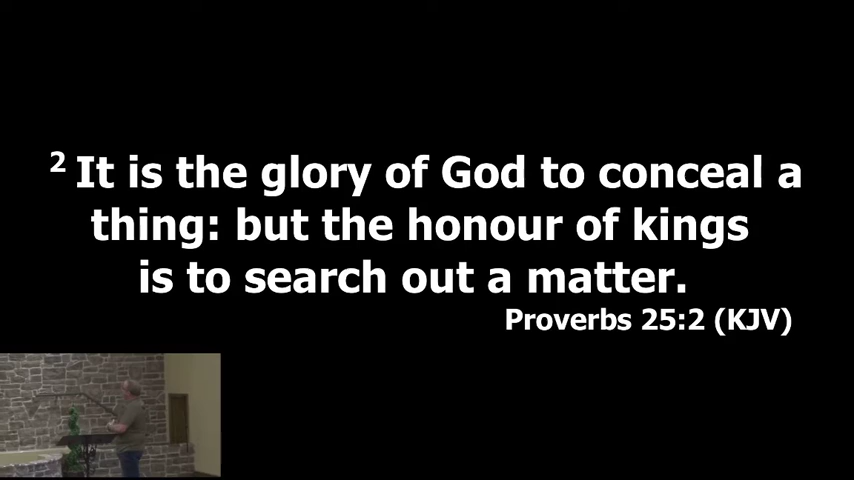 2 It is the glory of God to conceal a
thing: but the honour of kings
is to search out a matter.
Proverbs 25:2 (KJV)